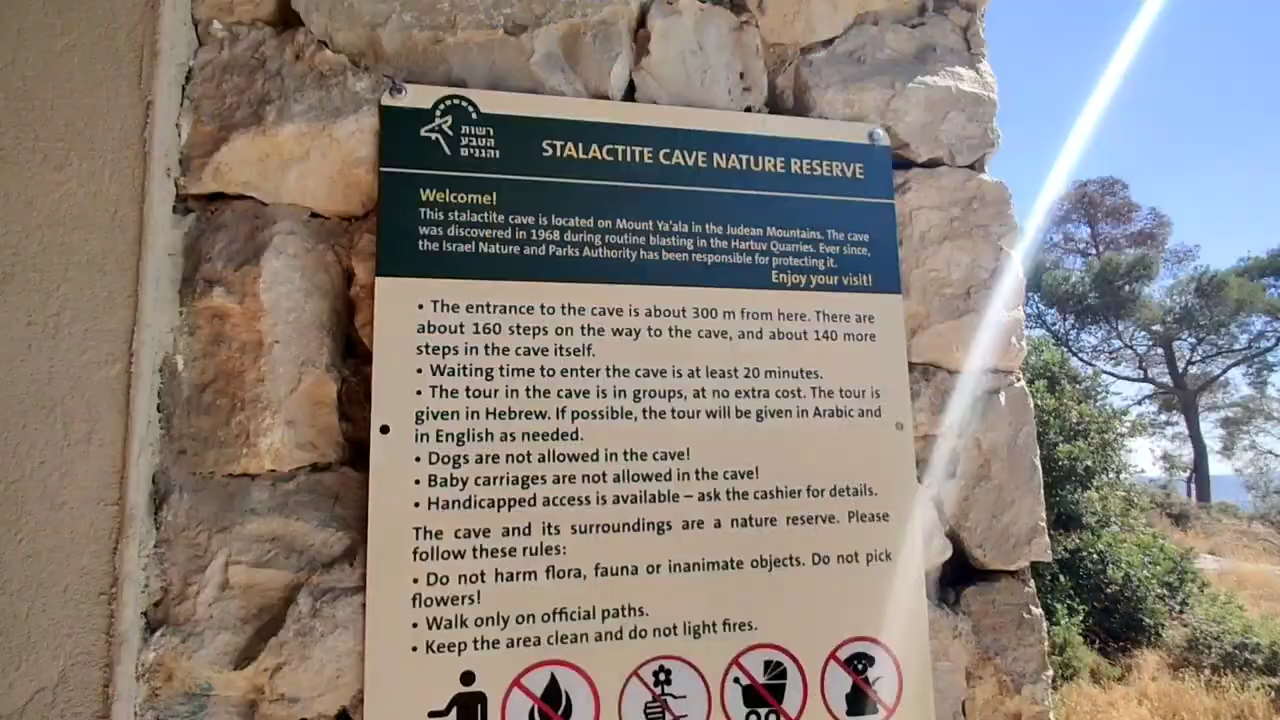 רשות
הטבע
והגנים
STALACTITE CAVE NATURE RESERVE
Welcome!
This stalactite cave is located on Mount Ya'ala in the Judean Mountains. The cave
was discovered in 1968 during routine blasting in the Hartuv Quarries. Ever since,
the Israel Nature and Parks Authority has been responsible for protecting it.
Enjoy your visit!
• The entrance to the cave is about 300 m from here. There are
about 160 steps on the way to the cave, and about 140 more
steps in the cave itself.
• Waiting time to enter the cave is at least 20 minutes.
• The tour in the cave is in groups, at no extra cost. The tour is
given in Hebrew. If possible, the tour will be given in Arabic and
in English as needed.
• Dogs are not allowed in the cave!
• Baby carriages are not allowed in the cave!
• Handicapped access is available – ask the cashier for details.
The cave and its surroundings are a nature reserve. Please
follow these rules:
• Do not harm flora, fauna or inanimate objects. Do not pick
flowers!
• Walk only on official paths.
• Keep the area clean and do not light fires.